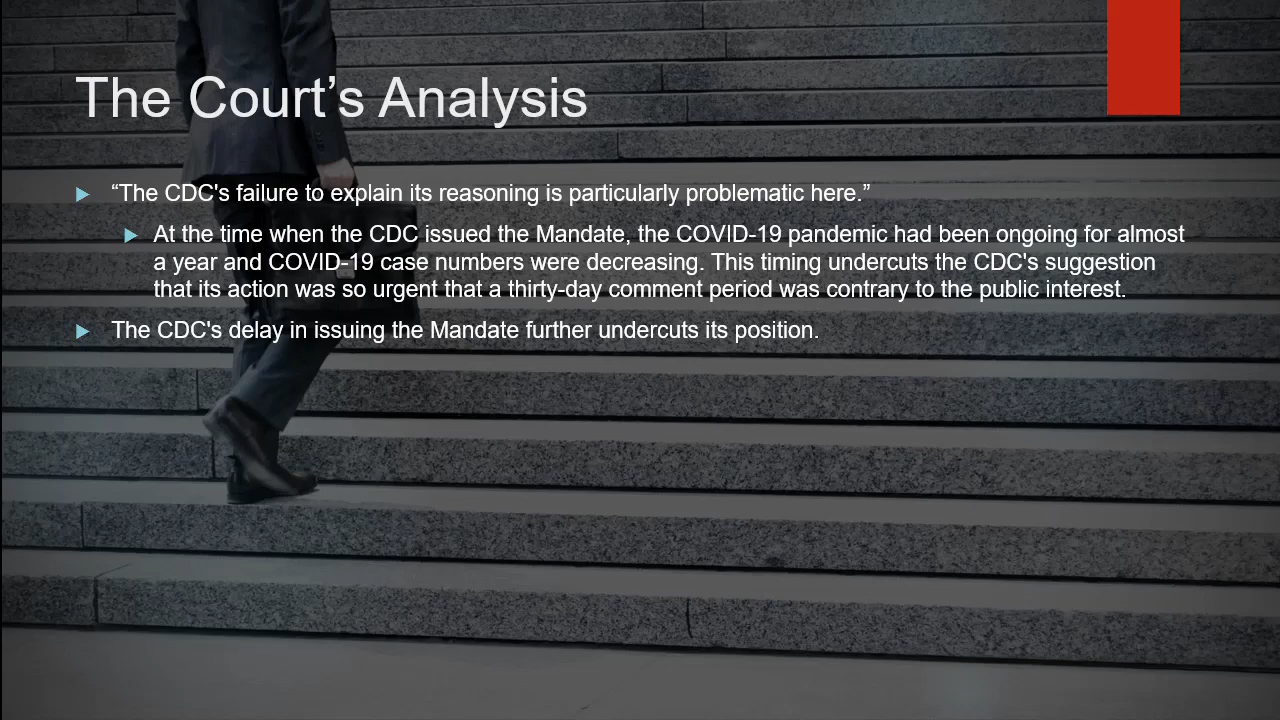 The Court’s Analysis
“The CDC's failure to explain its reasoning is particularly problematic here.”
At the time when the CDC issued the Mandate, the COVID-19 pandemic had been ongoing for almost
a year and COVID-19 case numbers were decreasing. This timing undercuts the CDC's suggestion
that its action was so urgent that a thirty-day comment period was contrary to the public interest.
The CDC's delay in issuing the Mandate further undercuts its position.